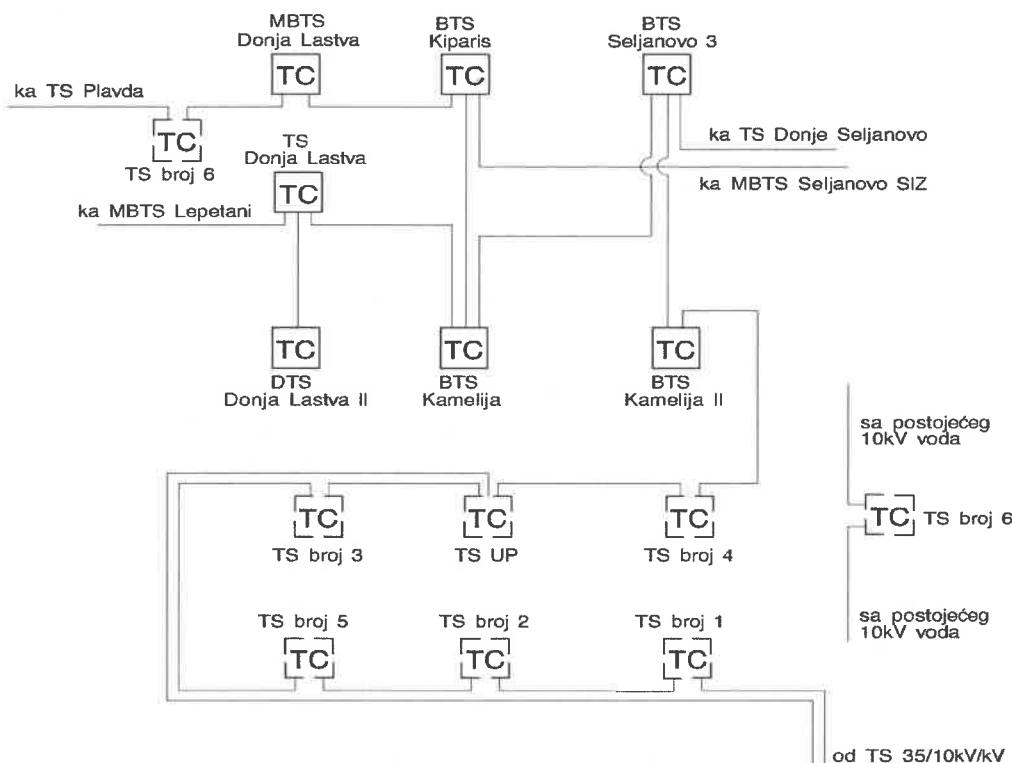 MBTS
Donja Lastva
TC
BTS
Kiparis
TC
BTS
Seljanovo 3
TC
ka TS Plavda
TC
TS broj 6
TS
Donja Lastva
TC
ka TS Donje Seljanovo
ka MBTS Seljanovo SIZ
ka MBTS Lepetani
TC
DTS
Donja Lastva II
TC
BTS
Kamelija
TC
BTS
Kamelija II
sa postojećeg
10kV voda
TC
TS broj 3
TC
TS UP
TC
TS broj 4
TC
TS broj 6
sa postojećeg
10kV voda
TS broj 5
TC
TS broj 2
TC
TS broj 1
TC
od TS 35/10kV/kV